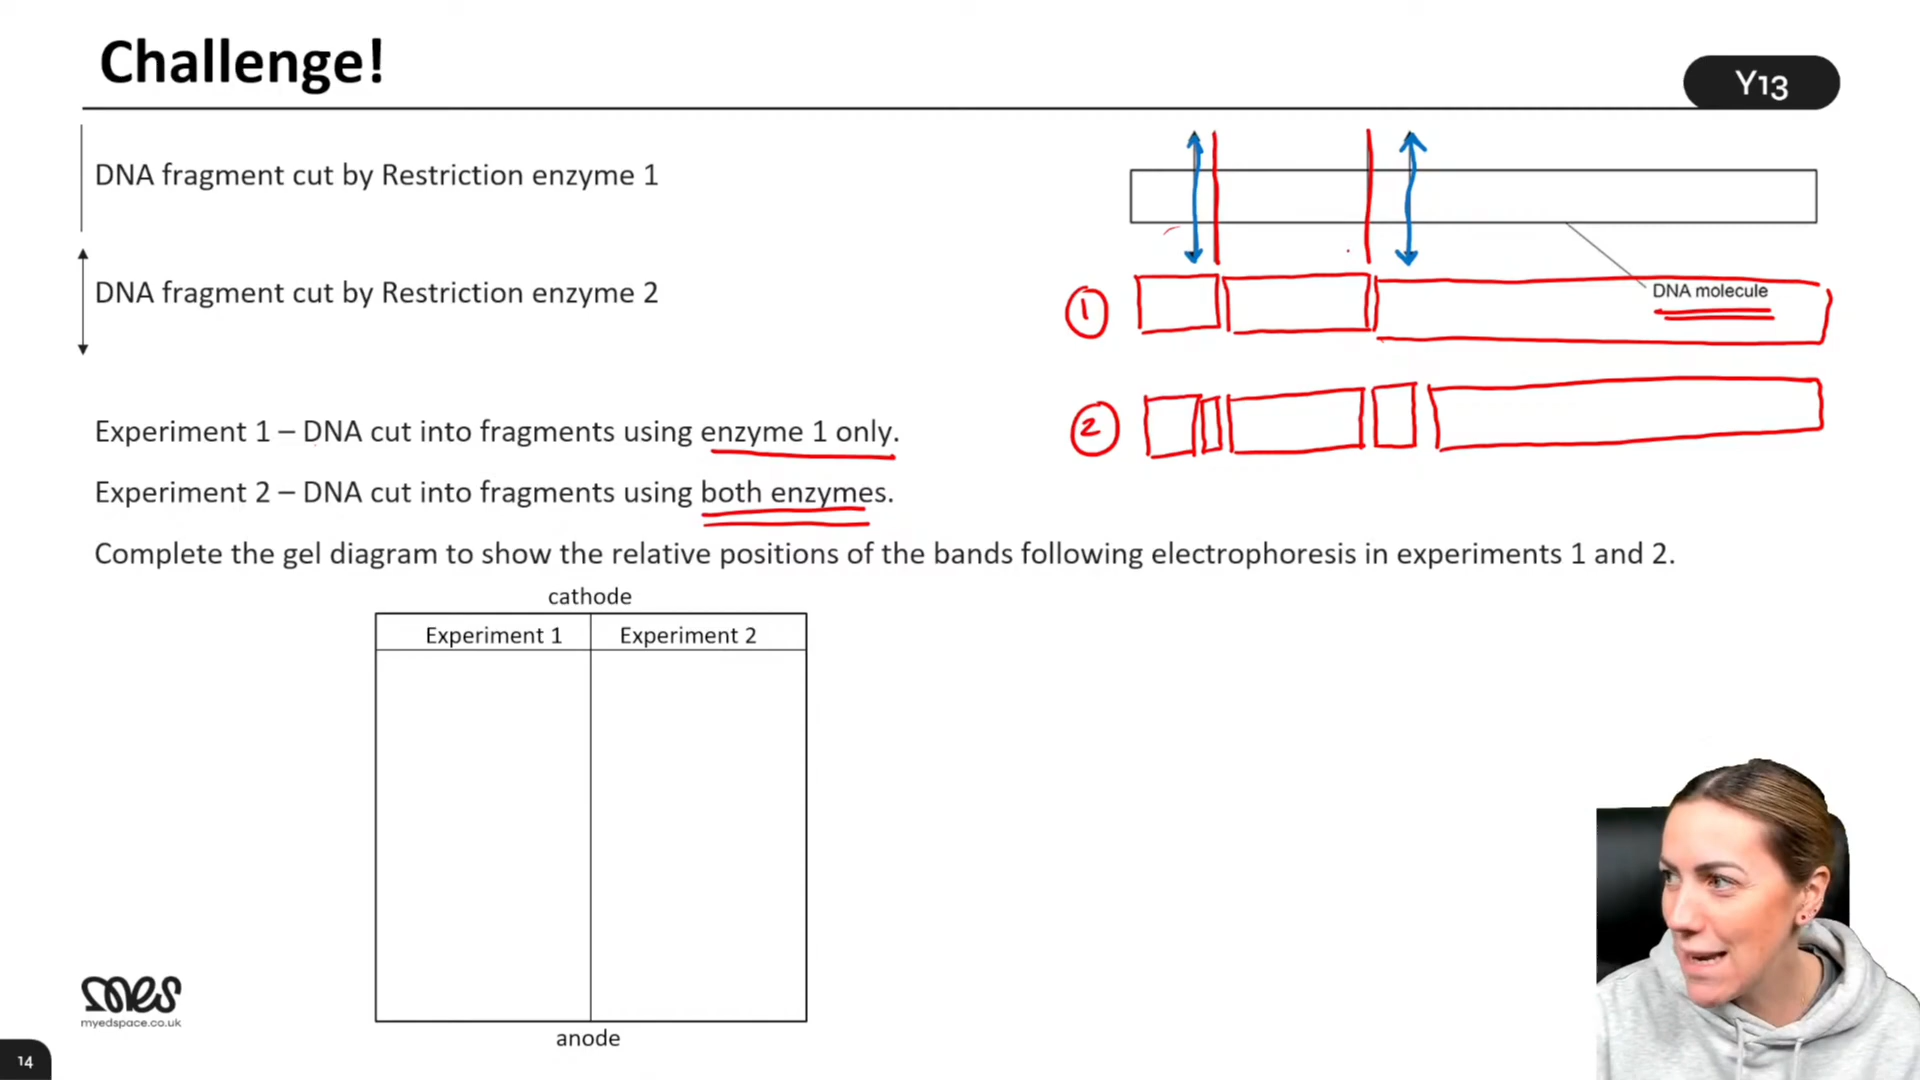 Challenge!
Y13
DNA fragment cut by Restriction enzyme 1
DNA fragment cut by Restriction enzyme 2
DNA molecule
1
2
Experiment 1 – DNA cut into fragments using enzyme 1 only.
Experiment 2 – DNA cut into fragments using both enzymes.
Complete the gel diagram to show the relative positions of the bands following electrophoresis in experiments 1 and 2.
cathode
Experiment 1 Experiment 2
anode
mes
myedspace.co.uk
14